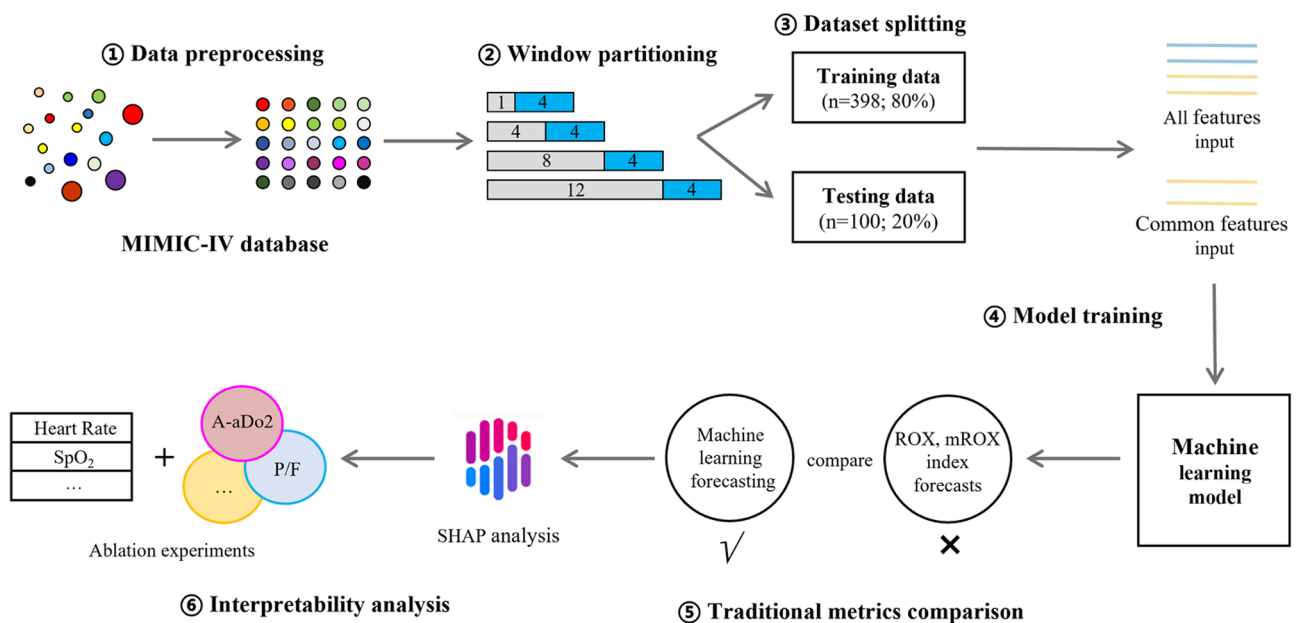 ① Data preprocessing
MIMIC-IV database
② Window partitioning
1 4
4 4
8 4
12 4
③ Dataset splitting
Training data
(n=398; 80%)
Testing data
(n=100; 20%)
All features
input
Common features
input
④ Model training
Machine
learning
model
ROX, mROX
index
forecasts
compare
Machine
learning
forecasting
√
×
⑤ Traditional metrics comparison
SHAP analysis
A-aDo2
P/F
…
+
Heart Rate
SpO₂
…
Ablation experiments
⑥ Interpretability analysis